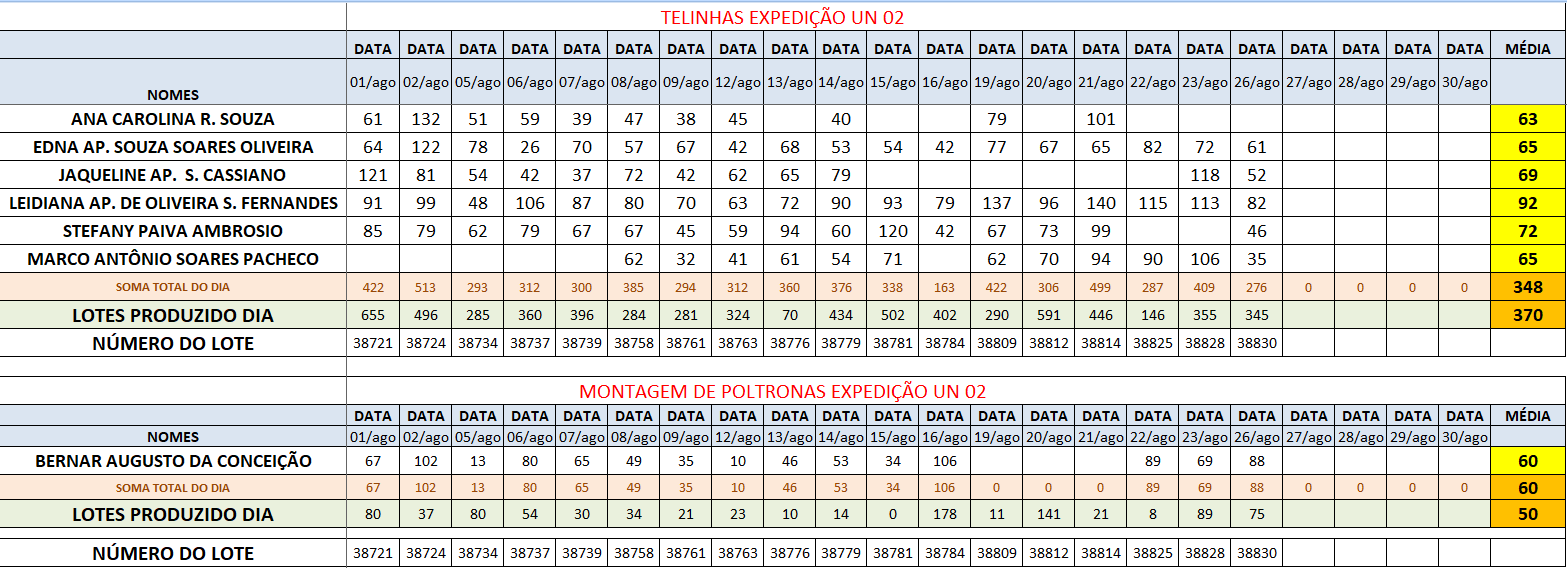 TELINHAS EXPEDIÇÃO UN 02
DATA DATA DATA DATA DATA DATA DATA DATA DATA DATA DATA DATA DATA DATA DATA DATA DATA DATA DATA DATA DATA DATA MÉDIA
NOMES 01/ago 02/ago 05/ago 06/ago 07/ago 08/ago 09/ago 12/ago 13/ago 14/ago 15/ago 16/ago 19/ago 20/ago 21/ago 22/ago 23/ago 26/ago 27/ago 28/ago 29/ago 30/ago
ANA CAROLINA R. SOUZA 61 132 51 59 39 47 38 45 40 79 101 63
EDNA AP. SOUZA SOARES OLIVEIRA 64 122 78 26 70 57 67 42 68 53 54 42 77 67 65 82 72 61 65
JAQUELINE AP. S. CASSIANO 121 81 54 42 37 72 42 62 65 79 118 52 69
LEIDIANA AP. DE OLIVEIRA S. FERNANDES 91 99 48 106 87 80 70 63 72 90 93 79 137 96 140 115 113 82 92
STEFANY PAIVA AMBROSIO 85 79 62 79 67 67 45 59 94 60 120 42 67 73 99 46 72
MARCO ANTÔNIO SOARES PACHECO 62 32 41 61 54 71 62 70 94 90 106 35 65
SOMA TOTAL DO DIA 422 513 293 312 300 385 294 312 360 376 338 163 422 306 499 287 409 276 0 0 0 0 348
LOTES PRODUZIDO DIA 655 496 285 360 396 284 281 324 70 434 502 402 290 591 446 146 355 345 370
NÚMERO DO LOTE 38721 38724 38734 38737 38739 38758 38761 38763 38776 38779 38781 38784 38809 38812 38814 38825 38828 38830
MONTAGEM DE POLTRONAS EXPEDIÇÃO UN 02
DATA DATA DATA DATA DATA DATA DATA DATA DATA DATA DATA DATA DATA DATA DATA DATA DATA DATA DATA DATA DATA DATA MÉDIA
NOMES 01/ago 02/ago 05/ago 06/ago 07/ago 08/ago 09/ago 12/ago 13/ago 14/ago 15/ago 16/ago 19/ago 20/ago 21/ago 22/ago 23/ago 26/ago 27/ago 28/ago 29/ago 30/ago
BERNAR AUGUSTO DA CONCEIÇÃO 67 102 13 80 65 49 35 10 46 53 34 106 89 69 88 60
SOMA TOTAL DO DIA 67 102 13 80 65 49 35 10 46 53 34 106 0 0 0 89 69 88 0 0 0 0 60
LOTES PRODUZIDO DIA 80 37 80 54 30 34 21 23 10 14 0 178 11 141 21 8 89 75 50
NÚMERO DO LOTE 38721 38724 38734 38737 38739 38758 38761 38763 38776 38779 38781 38784 38809 38812 38814 38825 38828 38830